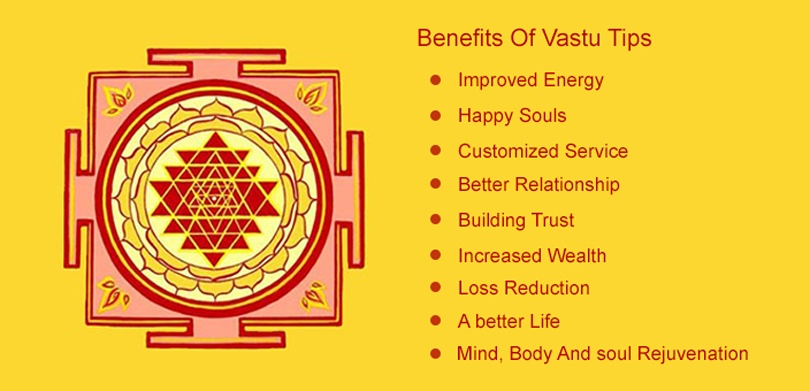 Benefits Of Vastu Tips
Improved Energy
Happy Souls
Customized Service
Better Relationship
Building Trust
Increased Wealth
Loss Reduction
A better Life
Mind, Body And soul Rejuvenation